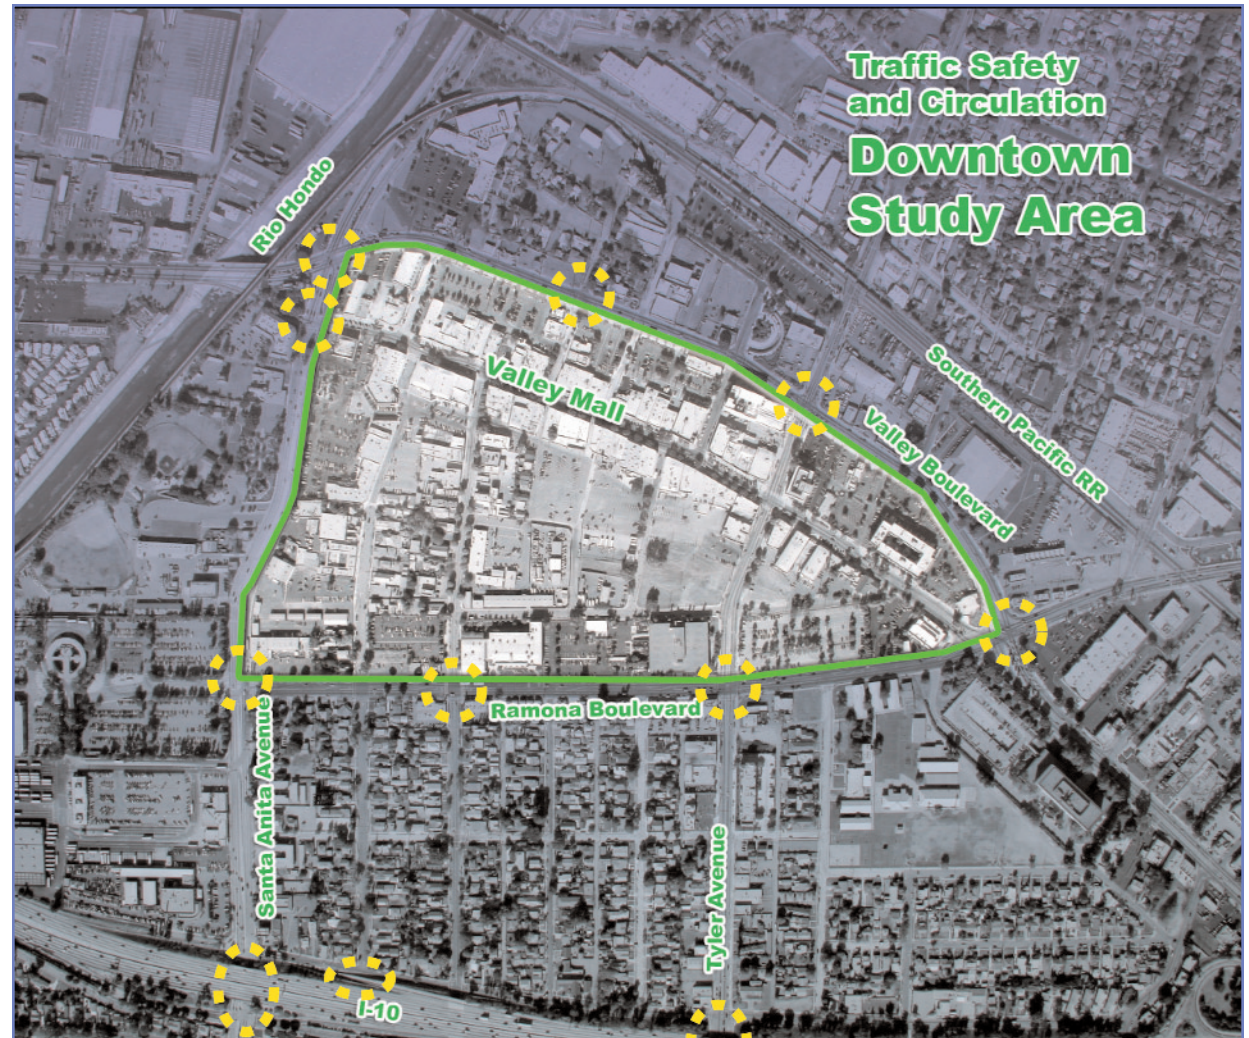 Traffic Safety
and Circulation
Downtown
Study Area
Rio Hondo
Southern Pacific RR
Valley Mall
Valley Boulevard
Ramona Boulevard
Santa Anita Avenue
Tyler Avenue
I-10